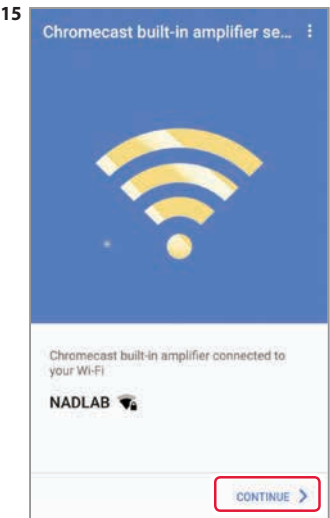 15
Chromecast built-in amplifier se...
Chromecast built-in amplifier connected to
your Wi-Fi
NADLAB
CONTINUE